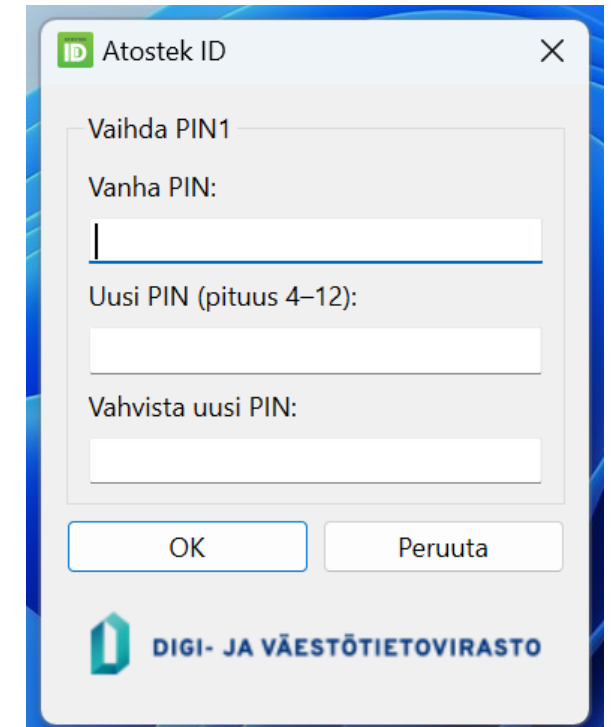 Atostek ID
Vaihda PIN1
Vanha PIN:
Uusi PIN (pituus 4–12):
Vahvista uusi PIN:
OK Peruuta
DIGI- JA VÄESTÖTIETOVIRASTO